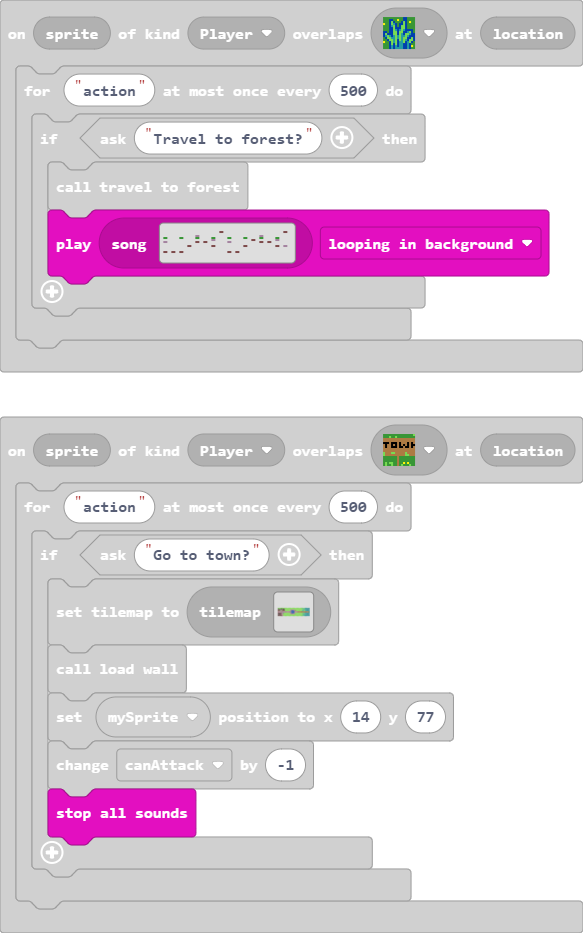 on sprite of kind Player overlaps at location
for "action" at most once every 500 do
if ask "Travel to forest?" then
call travel to forest
play song looping in background
on sprite of kind Player overlaps TOWN at location
for "action" at most once every 500 do
if ask "Go to town?" then
set tilemap to tilemap
call load wall
set mySprite position to x 14 y 77
change canAttack by -1
stop all sounds